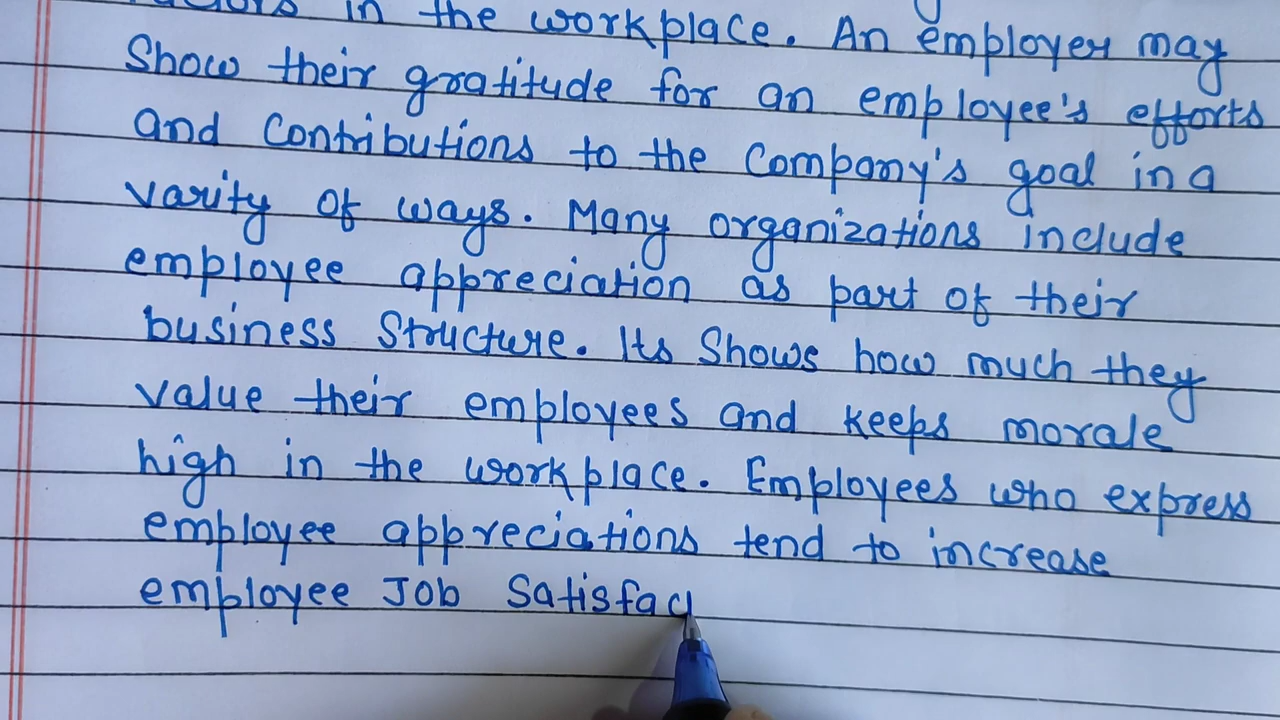 in the workplace. An employer may
Show their gratitude for an employee's efforts
and contributions to the Company's goal in a
varity of ways. Many organizations include
employee appreciation as part of their
business structure. Its Shows how much they
value their employees and keeps morale
high in the workplace. Employees who express
employee appreciations tend to increase
employee Job Satisfac